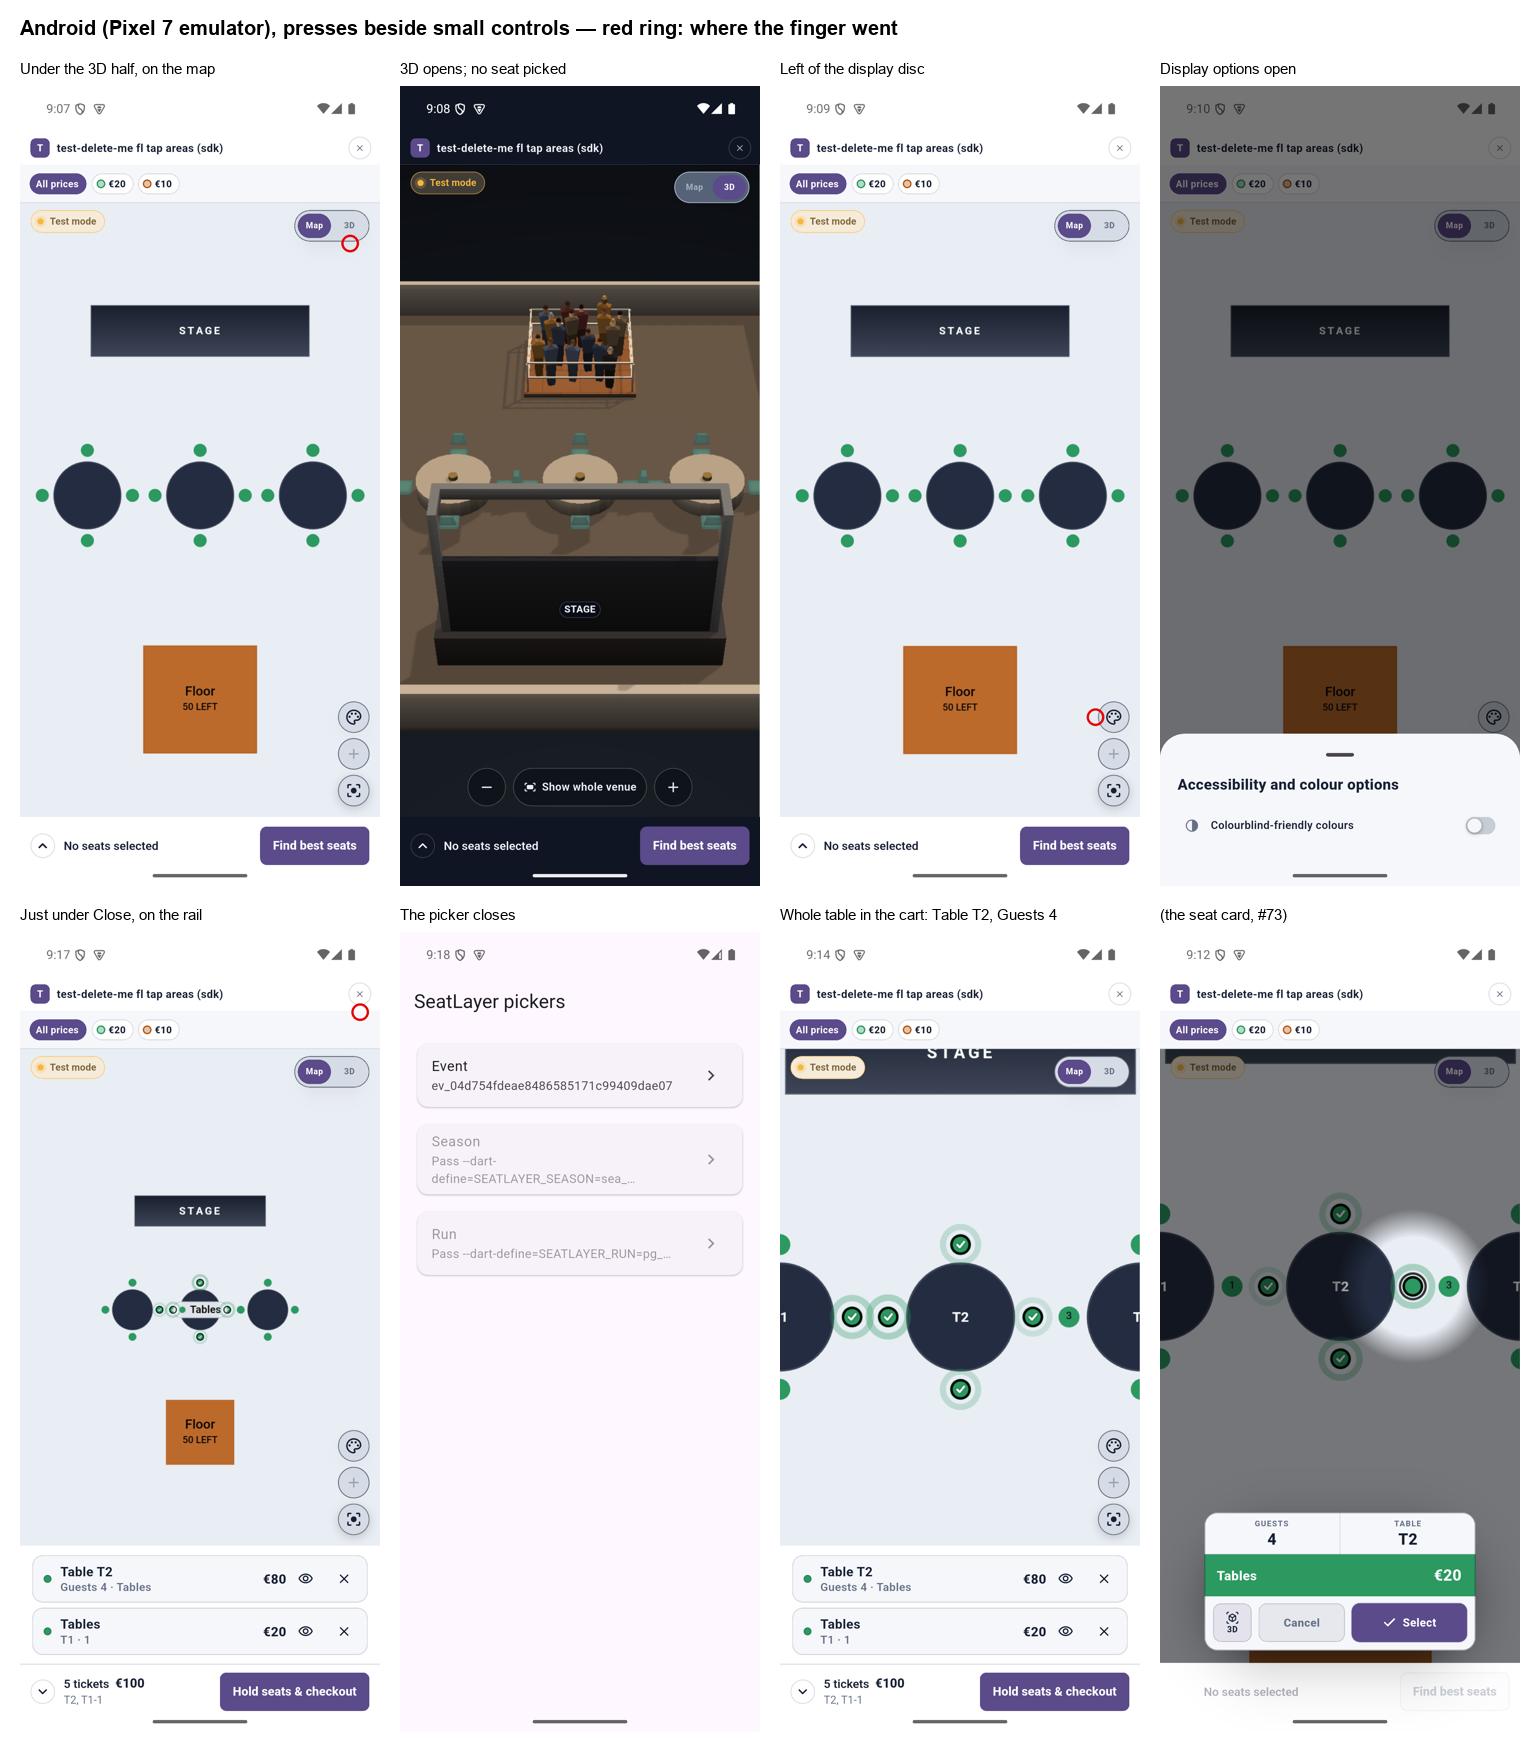 Android (Pixel 7 emulator), presses beside small controls — red ring: where the finger went
Under the 3D half, on the map
9:07
T test-delete-me fl tap areas (sdk)
All prices €20 €10
Test mode
Map 3D
STAGE
Floor
50 LEFT
No seats selected
Find best seats
3D opens; no seat picked
9:08
T test-delete-me fl tap areas (sdk)
Test mode
Map 3D
STAGE
Show whole venue
No seats selected
Find best seats
Left of the display disc
9:09
T test-delete-me fl tap areas (sdk)
All prices €20 €10
Test mode
Map 3D
STAGE
Floor
50 LEFT
No seats selected
Find best seats
Display options open
9:10
T test-delete-me fl tap areas (sdk)
All prices €20 €10
Test mode
Map 3D
STAGE
Floor
50 LEFT
Accessibility and colour options
Colourblind-friendly colours
Just under Close, on the rail
9:17
T test-delete-me fl tap areas (sdk)
All prices €20 €10
Test mode
Map 3D
STAGE
Tables
Floor
50 LEFT
Table T2
Guests 4 · Tables
€80
Tables
T1 · 1
€20
5 tickets €100
T2, T1-1
Hold seats & checkout
The picker closes
9:18
SeatLayer pickers
Event
ev_04d754fdeae8486585171c99409dae07
Season
Pass --dart-
define=SEATLAYER_SEASON=sea_…
Run
Pass --dart-define=SEATLAYER_RUN=pg_…
Whole table in the cart: Table T2, Guests 4
9:14
T test-delete-me fl tap areas (sdk)
All prices €20 €10
STAGE
Test mode
Map 3D
1
T2
3
T
Table T2
Guests 4 · Tables
€80
Tables
T1 · 1
€20
5 tickets €100
T2, T1-1
Hold seats & checkout
(the seat card, #73)
9:12
T test-delete-me fl tap areas (sdk)
All prices €20 €10
Test mode
Map 3D
1
1
T2
3
T
GUESTS
4
TABLE
T2
Tables €20
3D
Cancel
Select
No seats selected
Find best seats